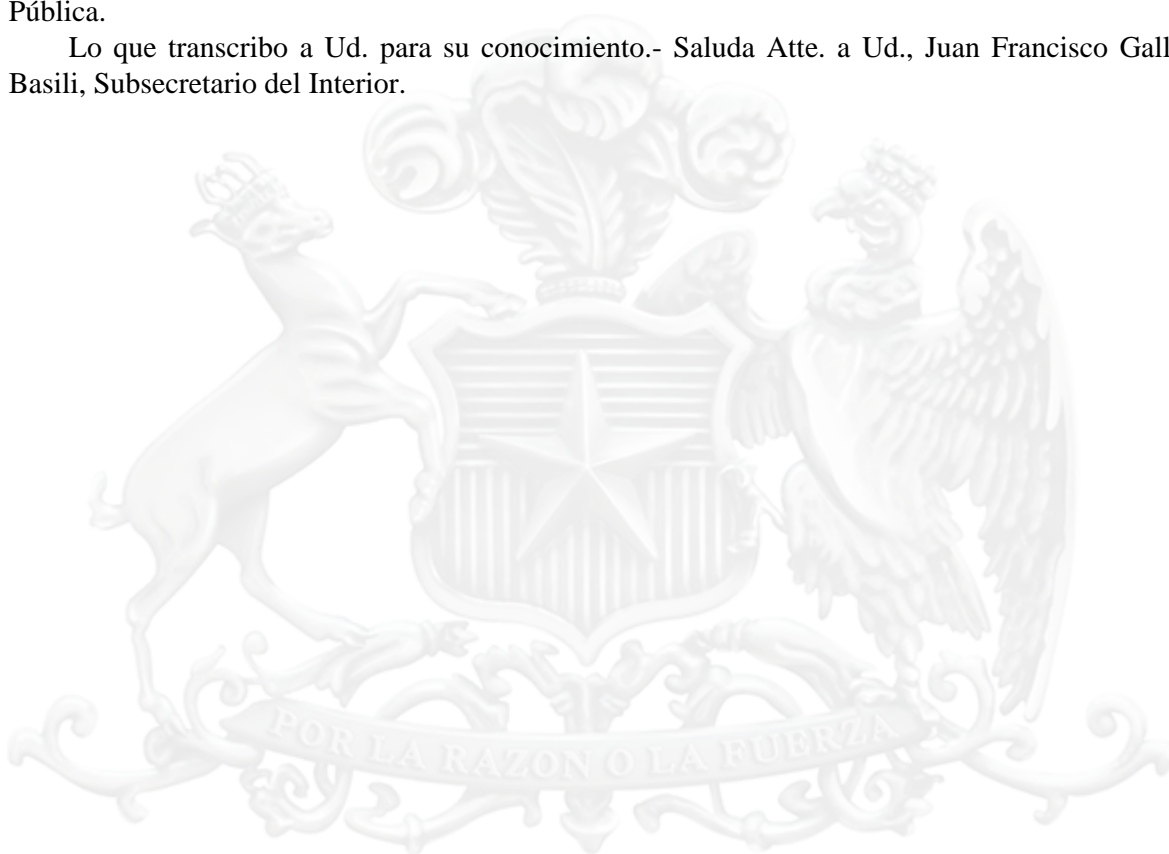 Pública.
Lo que transcribo a Ud. para su conocimiento.- Saluda Atte. a Ud., Juan Francisco Gall
Basili, Subsecretario del Interior.
POR LA RAZON O LA FUERZA